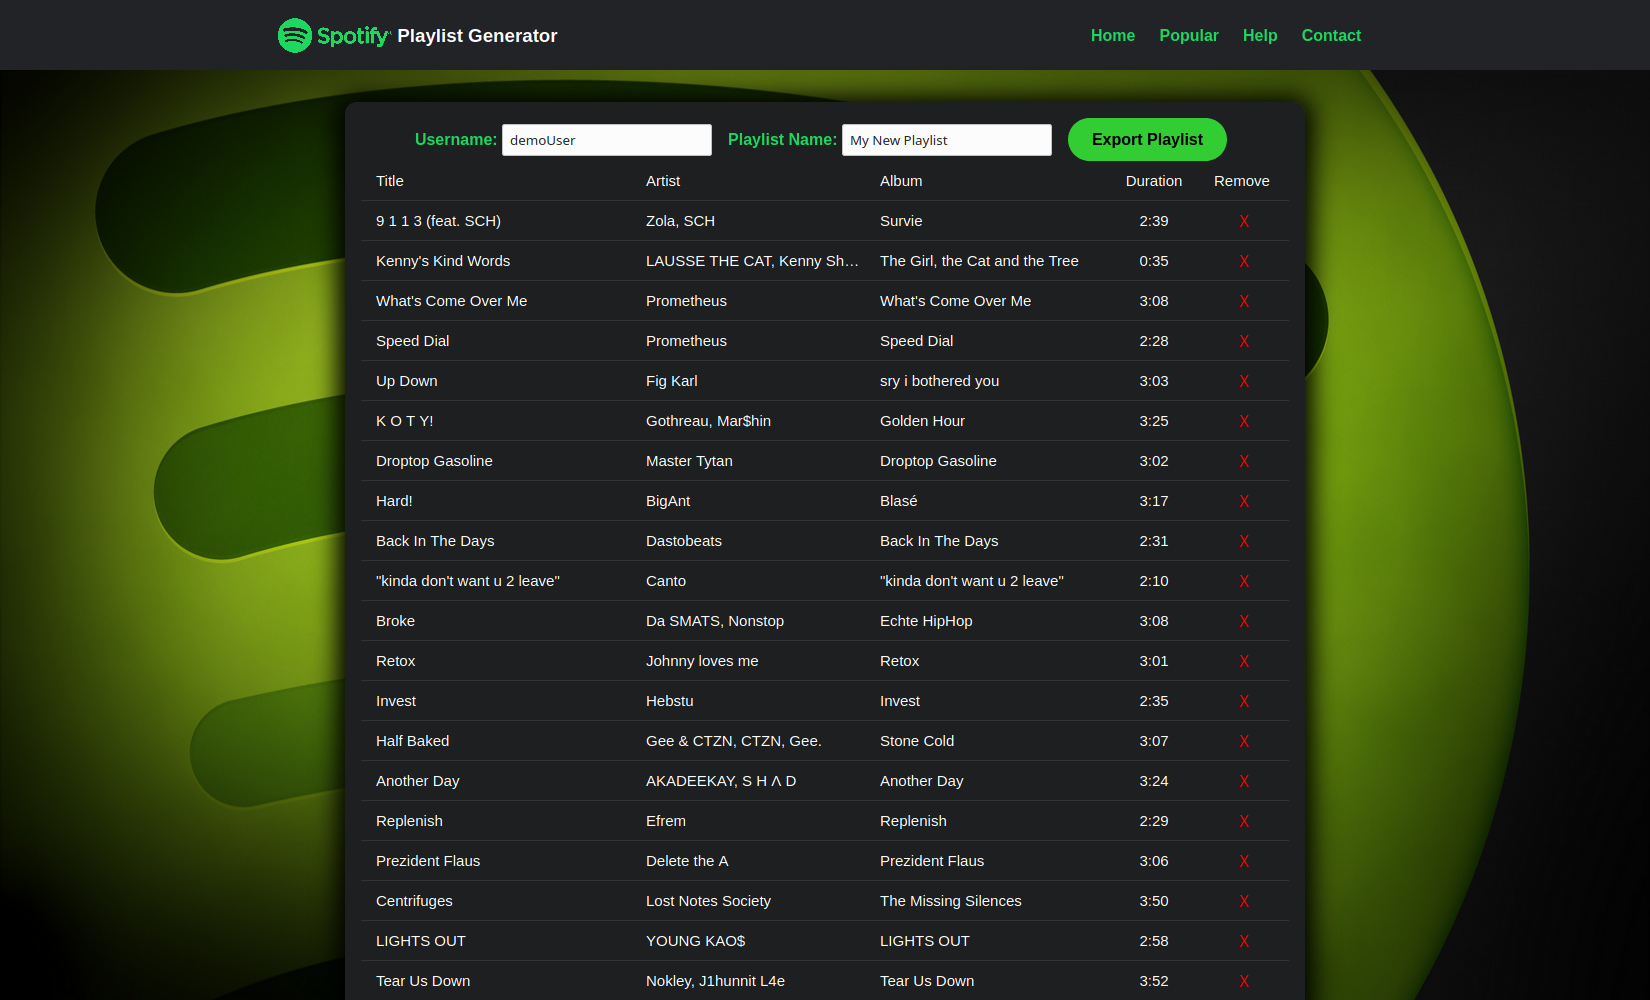 Spotify Playlist Generator Home Popular Help Contact
Username: demoUser Playlist Name: My New Playlist Export Playlist
Title Artist Album Duration Remove
9 1 1 3 (feat. SCH) Zola, SCH Survie 2:39 X
Kenny's Kind Words LAUSSE THE CAT, Kenny Sh… The Girl, the Cat and the Tree 0:35 X
What's Come Over Me Prometheus What's Come Over Me 3:08 X
Speed Dial Prometheus Speed Dial 2:28 X
Up Down Fig Karl sry i bothered you 3:03 X
K O T Y! Gothreau, Mar$hin Golden Hour 3:25 X
Droptop Gasoline Master Tytan Droptop Gasoline 3:02 X
Hard! BigAnt Blasé 3:17 X
Back In The Days Dastobeats Back In The Days 2:31 X
"kinda don't want u 2 leave" Canto "kinda don't want u 2 leave" 2:10 X
Broke Da SMATS, Nonstop Echte HipHop 3:08 X
Retox Johnny loves me Retox 3:01 X
Invest Hebstu Invest 2:35 X
Half Baked Gee & CTZN, CTZN, Gee. Stone Cold 3:07 X
Another Day AKADEEKAY, S H Λ D Another Day 3:24 X
Replenish Efrem Replenish 2:29 X
Prezident Flaus Delete the A Prezident Flaus 3:06 X
Centrifuges Lost Notes Society The Missing Silences 3:50 X
LIGHTS OUT YOUNG KAO$ LIGHTS OUT 2:58 X
Tear Us Down Nokley, J1hunnit L4e Tear Us Down 3:52 X